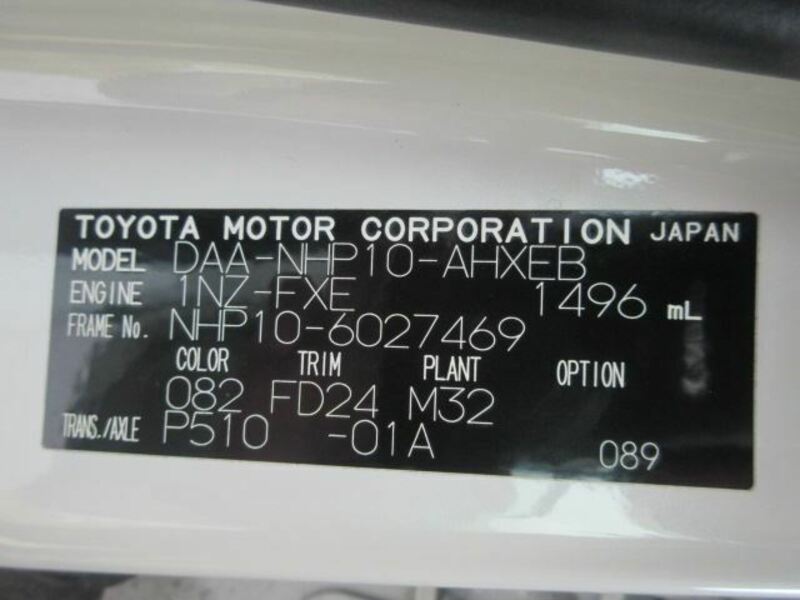 TOYOTA MOTOR CORPORATION JAPAN
MODEL DAA-NHP10-AHXEB
ENGINE 1NZ-FXE 1496 mL
FRAME No. NHP10-6027469
COLOR TRIM PLANT OPTION
082 FD24 M32
TRANS./AXLE P510 -01A 089